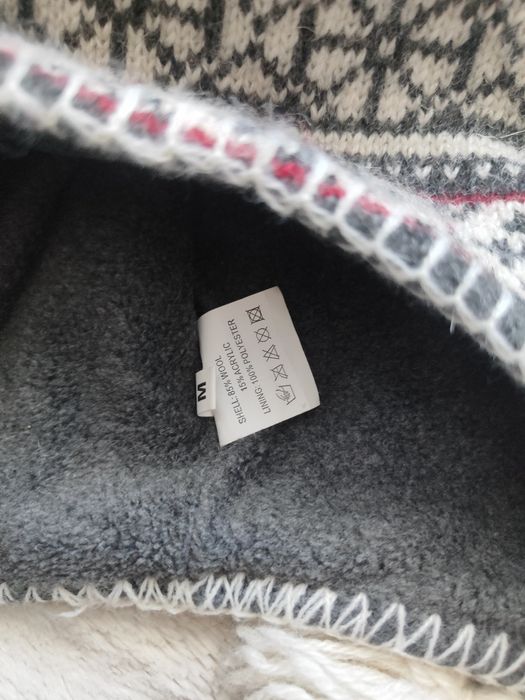 SHELL: 85% WOOL
15% ACRYLIC
LINING: 100% POLYESTER
M